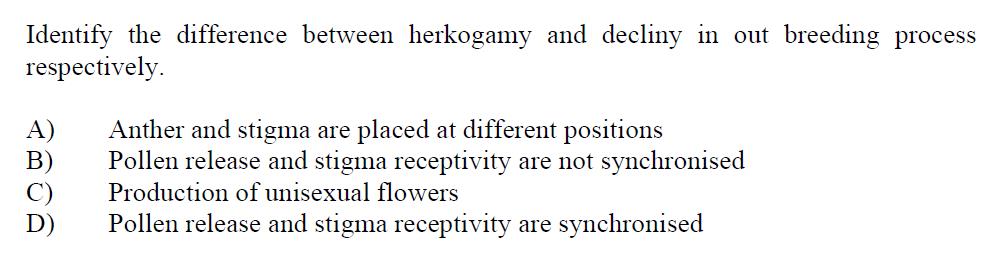 Identify the difference between herkogamy and decliny in out breeding process
respectively.
A) Anther and stigma are placed at different positions
B) Pollen release and stigma receptivity are not synchronised
C) Production of unisexual flowers
D) Pollen release and stigma receptivity are synchronised